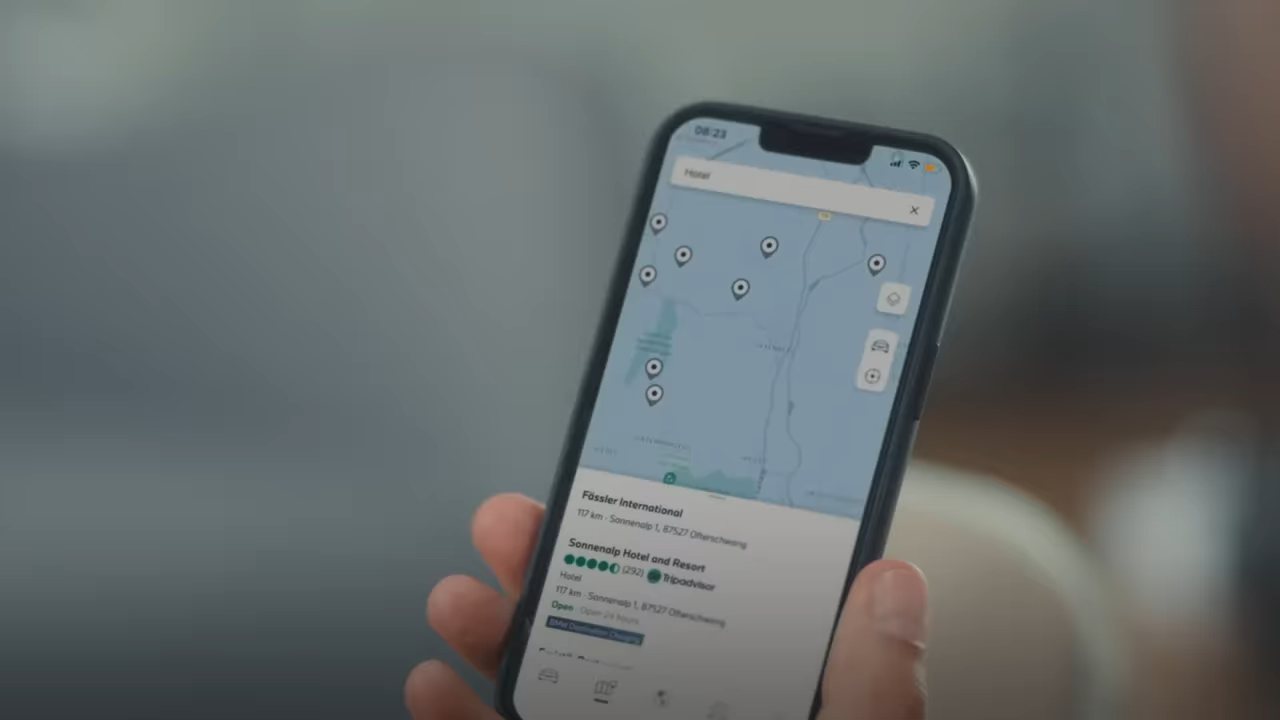 08:23
Hotel
Fässler International
117 km · Sonnenalp 1, 87527 Ofterschwang
Sonnenalp Hotel and Resort
(292) Tripadvisor
Hotel
117 km · Sonnenalp 1, 87527 Ofterschwang
Open · Open 24 hours
BMW Destination Charging